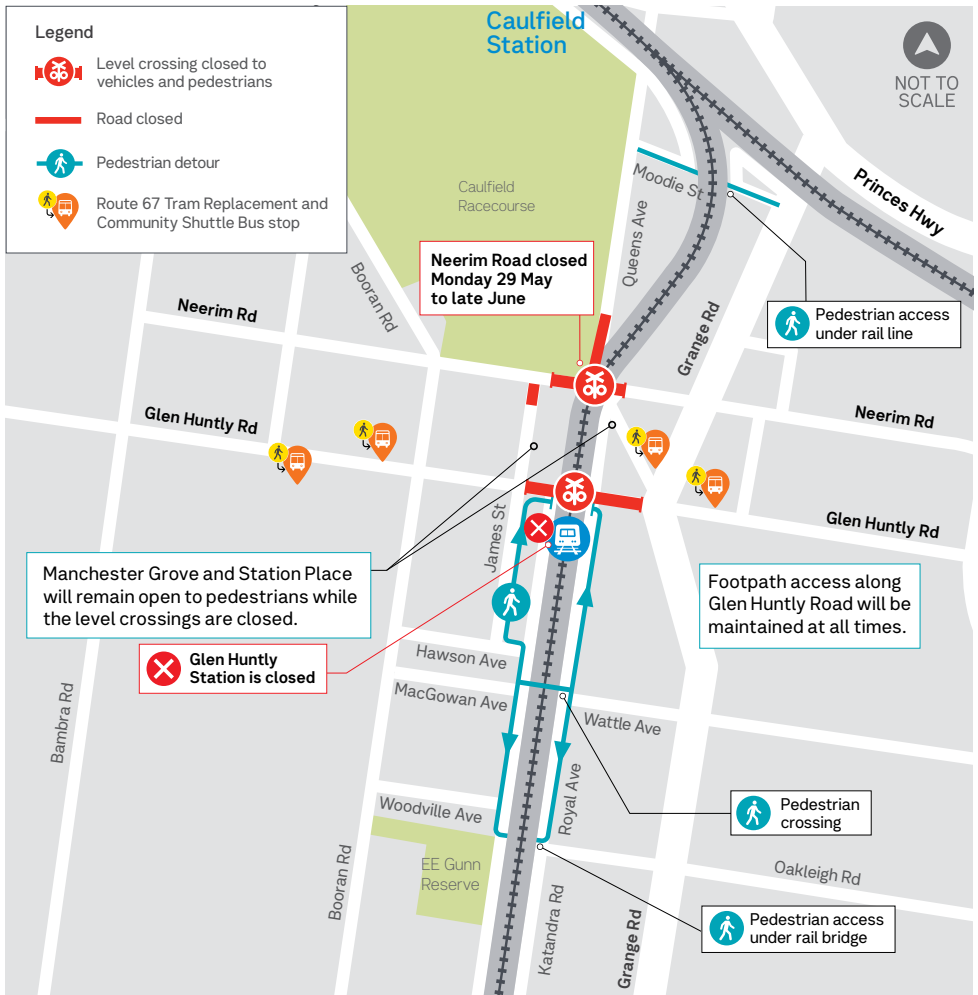 Legend
Level crossing closed to
vehicles and pedestrians
Road closed
Pedestrian detour
Route 67 Tram Replacement and
Community Shuttle Bus stop
Caulfield
Station
NOT TO
SCALE
Caulfield
Racecourse
Moodie St
Princes Hwy
Queens Ave
Neerim Road closed
Monday 29 May
to late June
Booran Rd
Pedestrian access
under rail line
Neerim Rd
Grange Rd
Glen Huntly Rd
Neerim Rd
Glen Huntly Rd
James St
Manchester Grove and Station Place
will remain open to pedestrians while
the level crossings are closed.
Footpath access along
Glen Huntly Road will be
maintained at all times.
Glen Huntly
Station is closed
Hawson Ave
MacGowan Ave
Wattle Ave
Bambra Rd
Royal Ave
Pedestrian
crossing
Woodville Ave
Booran Rd
EE Gunn
Reserve
Oakleigh Rd
Katandra Rd
Grange Rd
Pedestrian access
under rail bridge